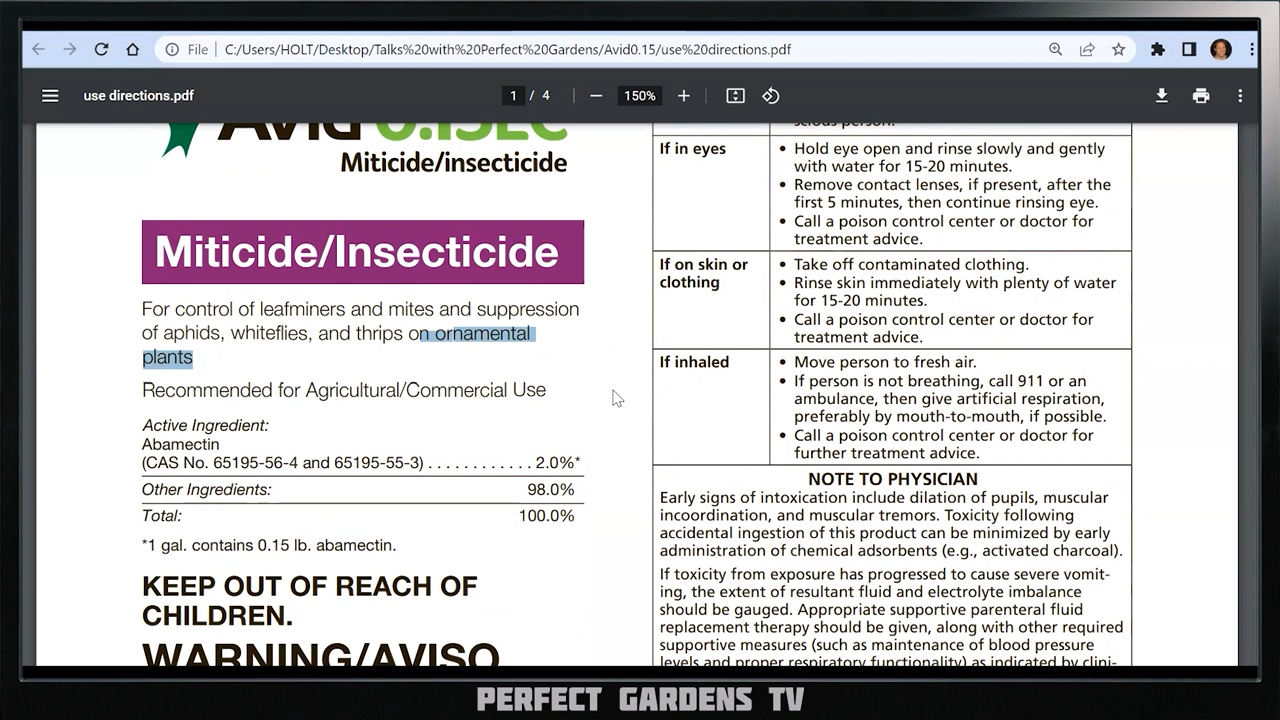 File
C:/Users/HOLT/Desktop/Talks%20with%20Perfect%20Gardens/Avid0.15/use%20directions.pdf
use directions.pdf
1 / 4
150%
Avid 0.15EC
Miticide/insecticide
Miticide/Insecticide
For control of leafminers and mites and suppression
of aphids, whiteflies, and thrips on ornamental
plants
Recommended for Agricultural/Commercial Use
Active Ingredient:
Abamectin
(CAS No. 65195-56-4 and 65195-55-3) . . . . . . . . . . . . 2.0%*
Other Ingredients: 98.0%
Total: 100.0%
*1 gal. contains 0.15 lb. abamectin.
KEEP OUT OF REACH OF
CHILDREN.
WARNING/AVISO
scious person.
If in eyes
• Hold eye open and rinse slowly and gently
with water for 15-20 minutes.
• Remove contact lenses, if present, after the
first 5 minutes, then continue rinsing eye.
• Call a poison control center or doctor for
treatment advice.
If on skin or
clothing
• Take off contaminated clothing.
• Rinse skin immediately with plenty of water
for 15-20 minutes.
• Call a poison control center or doctor for
treatment advice.
If inhaled
• Move person to fresh air.
• If person is not breathing, call 911 or an
ambulance, then give artificial respiration,
preferably by mouth-to-mouth, if possible.
• Call a poison control center or doctor for
further treatment advice.
NOTE TO PHYSICIAN
Early signs of intoxication include dilation of pupils, muscular
incoordination, and muscular tremors. Toxicity following
accidental ingestion of this product can be minimized by early
administration of chemical adsorbents (e.g., activated charcoal).
If toxicity from exposure has progressed to cause severe vomit-
ing, the extent of resultant fluid and electrolyte imbalance
should be gauged. Appropriate supportive parenteral fluid
replacement therapy should be given, along with other required
supportive measures (such as maintenance of blood pressure
levels and proper respiratory functionality) as indicated by clini-
PERFECT GARDENS TV